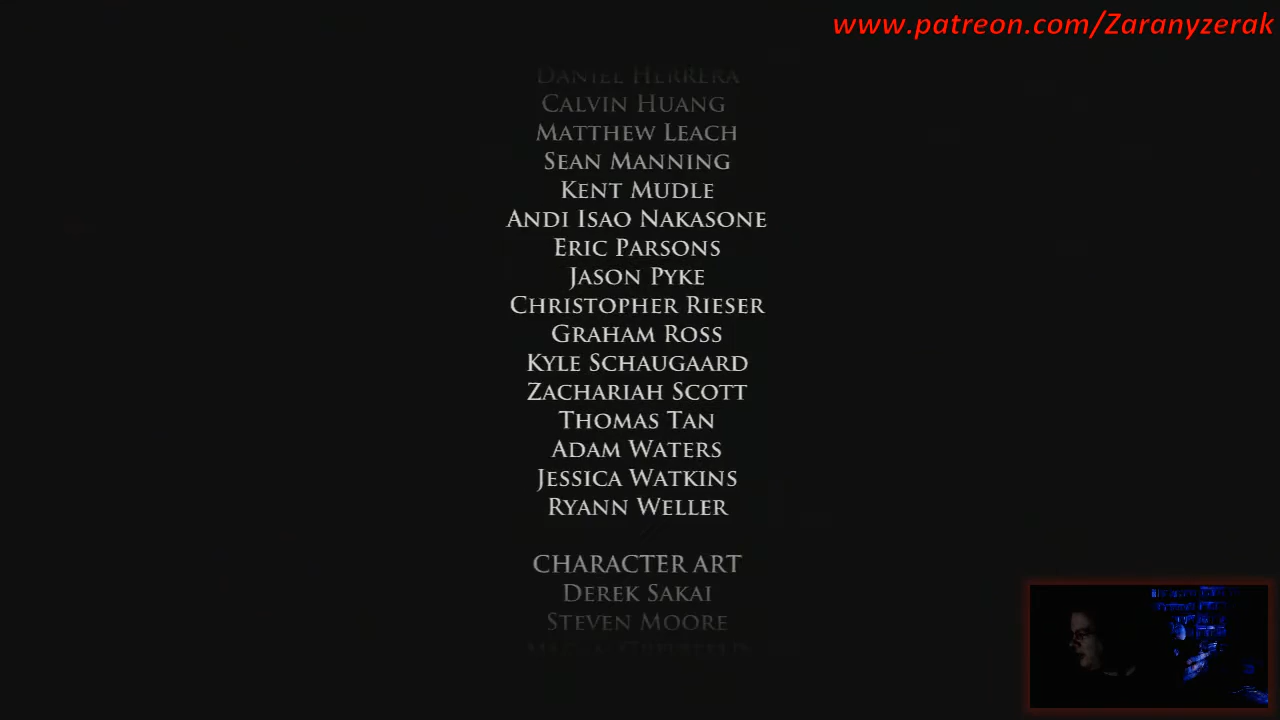 www.patreon.com/Zaranyzerak
DANIEL HERRERA
CALVIN HUANG
MATTHEW LEACH
SEAN MANNING
KENT MUDLE
ANDI ISAO NAKASONE
ERIC PARSONS
JASON PYKE
CHRISTOPHER RIESER
GRAHAM ROSS
KYLE SCHAUGAARD
ZACHARIAH SCOTT
THOMAS TAN
ADAM WATERS
JESSICA WATKINS
RYANN WELLER
CHARACTER ART
DEREK SAKAI
STEVEN MOORE